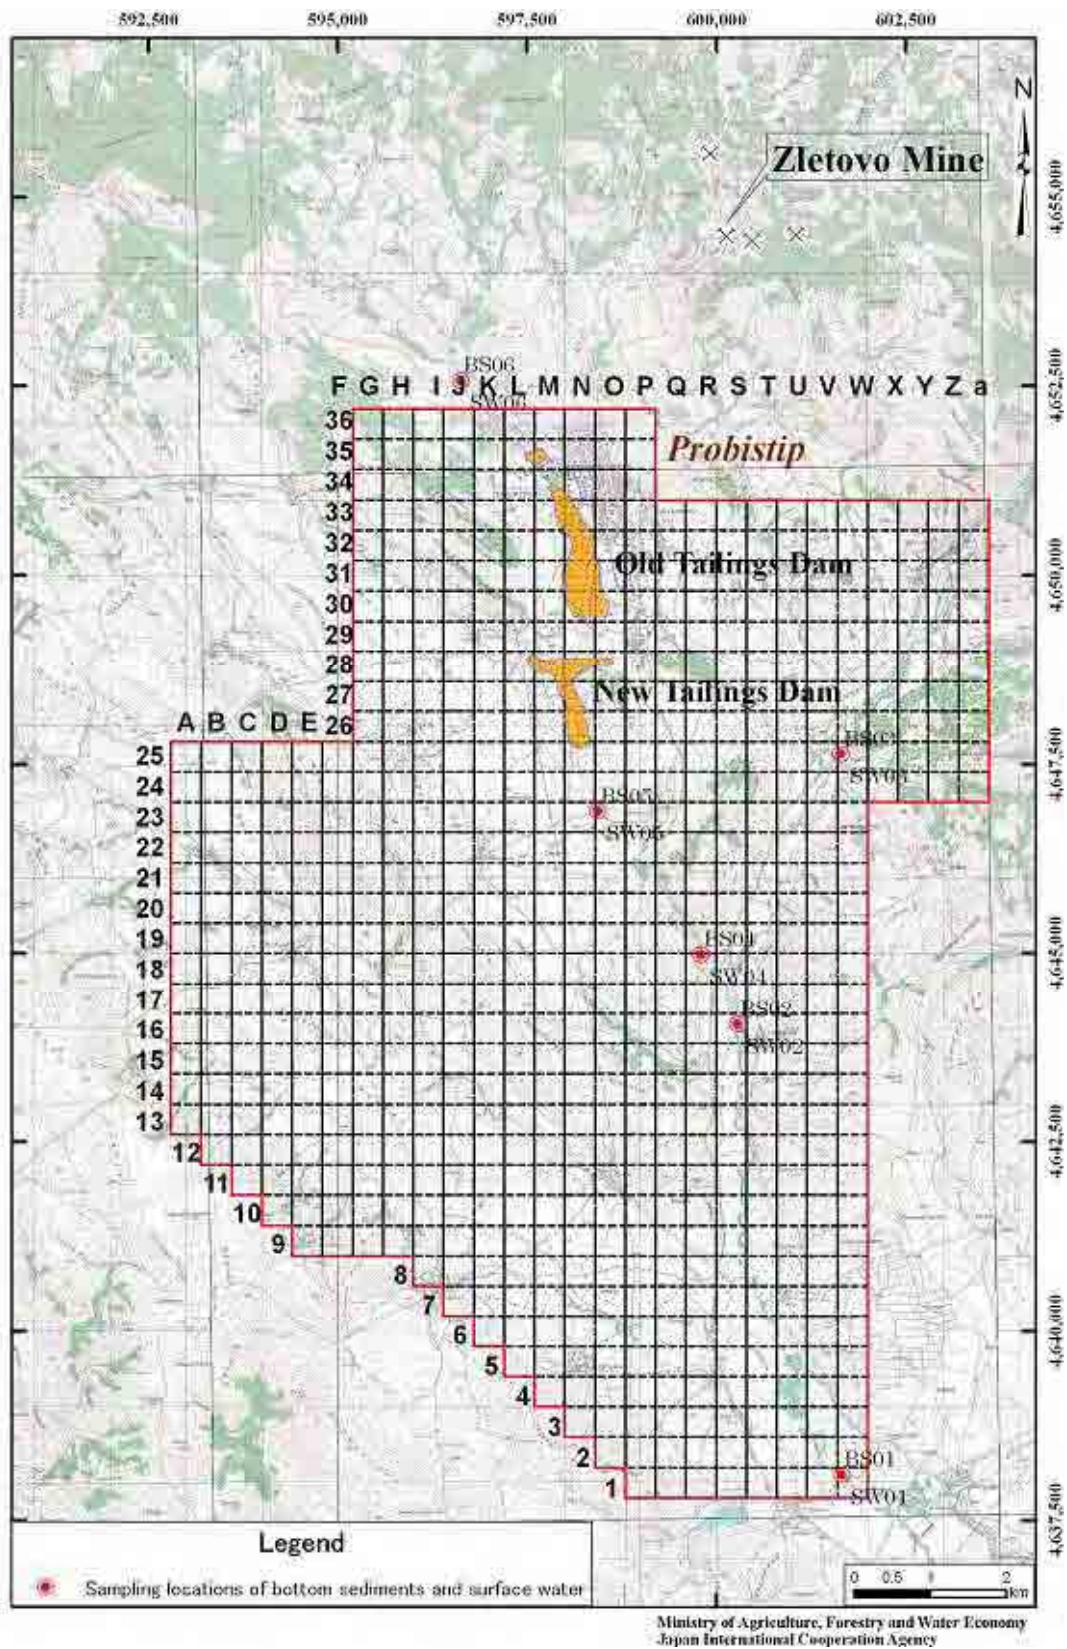 592,500 595,000 597,500 600,000 602,500
N
Zletovo Mine
4,655,000
BS06
F G H I J K L M N O P Q R S T U V W X Y Z a
4,652,500
SW06
36
35
Probistip
34
33
32
Old Tailings Dam
31
4,650,000
30
29
28
27
New Tailings Dam
A B C D E 26
25
BS03
4,647,500
24
SW03
23
BS05
SW05
22
21
20
19
BS04
4,645,000
18
SW04
17
BS02
16
SW02
15
14
13
4,642,500
12
11
10
9
8
7
6
4,640,000
5
4
3
2
BS01
1
SW01
4,637,500
Legend
Sampling locations of bottom sediments and surface water
0 0.5 1 2
km
Ministry of Agriculture, Forestry and Water Economy
Japan International Cooperation Agency